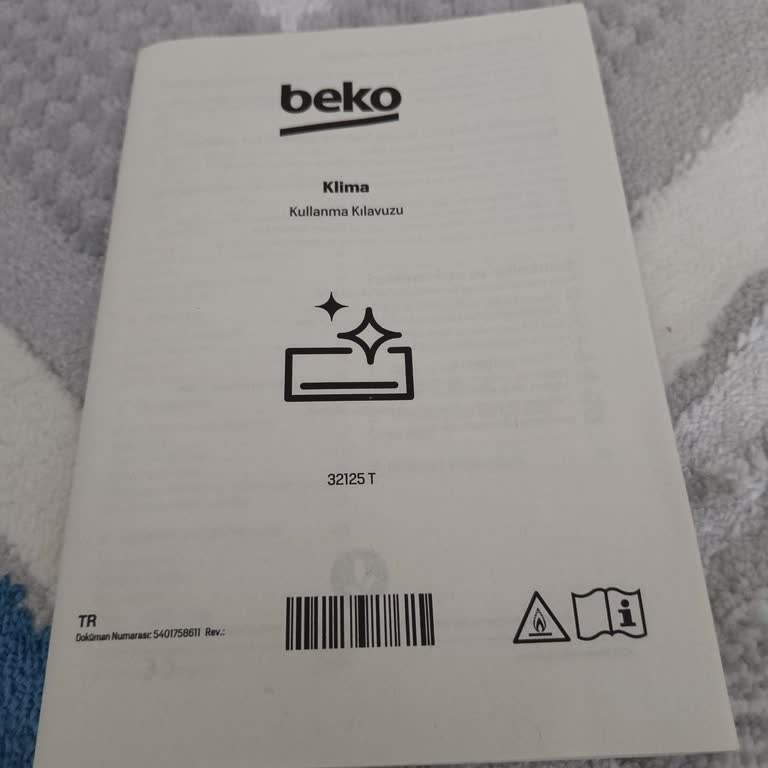 beko
Klima
Kullanma Kılavuzu
32125 T
TR
Doküman Numarası: 5401758611 Rev.: